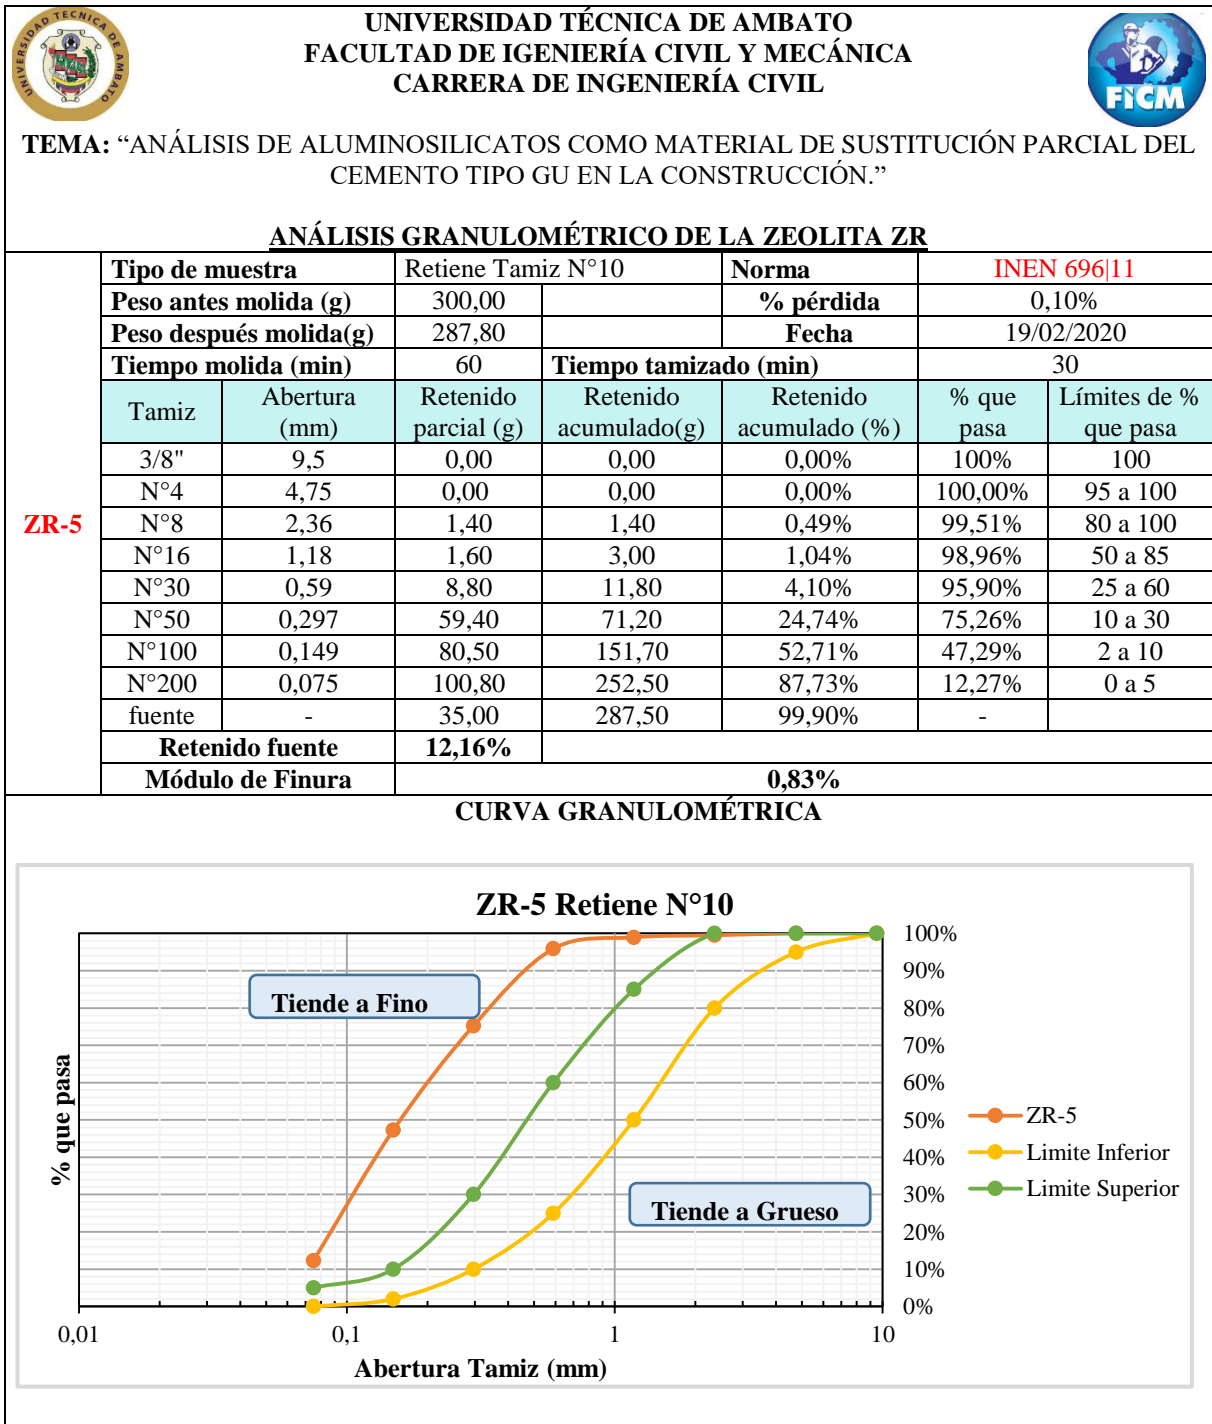 UNIVERSIDAD TÉCNICA DE AMBATO
FACULTAD DE IGENIERÍA CIVIL Y MECÁNICA
CARRERA DE INGENIERÍA CIVIL
UNIVERSIDAD TECNICA DE AMBATO
FICM
TEMA: “ANÁLISIS DE ALUMINOSILICATOS COMO MATERIAL DE SUSTITUCIÓN PARCIAL DEL
CEMENTO TIPO GU EN LA CONSTRUCCIÓN.”
ANÁLISIS GRANULOMÉTRICO DE LA ZEOLITA ZR
ZR-5
Tipo de muestra Retiene Tamiz N°10 Norma INEN 696|11
Peso antes molida (g) 300,00 % pérdida 0,10%
Peso después molida(g) 287,80 Fecha 19/02/2020
Tiempo molida (min) 60 Tiempo tamizado (min) 30
Tamiz Abertura (mm) Retenido parcial (g) Retenido acumulado(g) Retenido acumulado (%) % que pasa Límites de % que pasa
3/8" 9,5 0,00 0,00 0,00% 100% 100
N°4 4,75 0,00 0,00 0,00% 100,00% 95 a 100
N°8 2,36 1,40 1,40 0,49% 99,51% 80 a 100
N°16 1,18 1,60 3,00 1,04% 98,96% 50 a 85
N°30 0,59 8,80 11,80 4,10% 95,90% 25 a 60
N°50 0,297 59,40 71,20 24,74% 75,26% 10 a 30
N°100 0,149 80,50 151,70 52,71% 47,29% 2 a 10
N°200 0,075 100,80 252,50 87,73% 12,27% 0 a 5
fuente - 35,00 287,50 99,90% -
Retenido fuente 12,16%
Módulo de Finura 0,83%
CURVA GRANULOMÉTRICA
ZR-5 Retiene N°10
Tiende a Fino
Tiende a Grueso
% que pasa
100%
90%
80%
70%
60%
50%
40%
30%
20%
10%
0%
ZR-5
Limite Inferior
Limite Superior
0,01 0,1 1 10
Abertura Tamiz (mm)